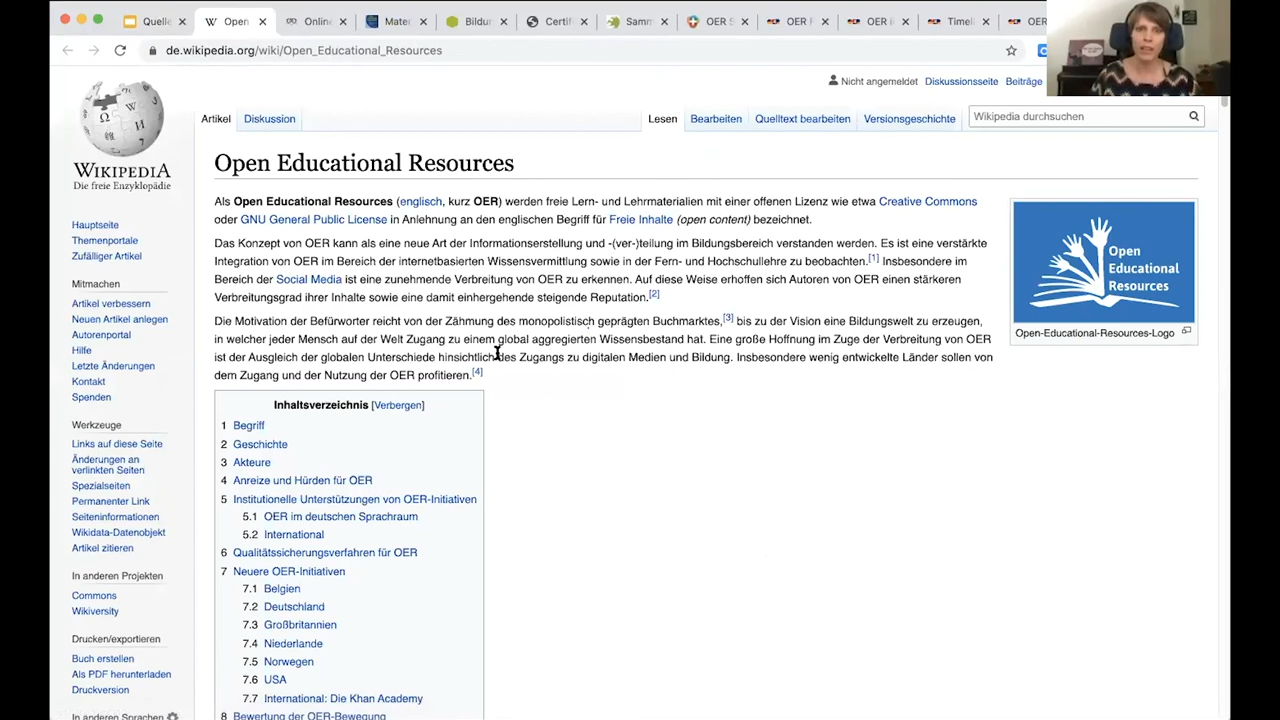 Quelle
Open
Online
Mater
Bildun
Certif
Samm
OER S
OER
OER
Timeli
OER
de.wikipedia.org/wiki/Open_Educational_Resources
Nicht angemeldet Diskussionsseite Beiträge
WIKIPEDIA
Die freie Enzyklopädie
Artikel Diskussion Lesen Bearbeiten Quelltext bearbeiten Versionsgeschichte Wikipedia durchsuchen
Hauptseite
Themenportale
Zufälliger Artikel
Mitmachen
Artikel verbessern
Neuen Artikel anlegen
Autorenportal
Hilfe
Letzte Änderungen
Kontakt
Spenden
Werkzeuge
Links auf diese Seite
Änderungen an
verlinkten Seiten
Spezialseiten
Permanenter Link
Seiteninformationen
Wikidata-Datenobjekt
Artikel zitieren
In anderen Projekten
Commons
Wikiversity
Drucken/exportieren
Buch erstellen
Als PDF herunterladen
Druckversion
In anderen Sprachen
Open Educational Resources
Als Open Educational Resources (englisch, kurz OER) werden freie Lern- und Lehrmaterialien mit einer offenen Lizenz wie etwa Creative Commons
oder GNU General Public License in Anlehnung an den englischen Begriff für Freie Inhalte (open content) bezeichnet.
Das Konzept von OER kann als eine neue Art der Informationserstellung und -(ver-)teilung im Bildungsbereich verstanden werden. Es ist eine verstärkte
Integration von OER im Bereich der internetbasierten Wissensvermittlung sowie in der Fern- und Hochschullehre zu beobachten.[1] Insbesondere im
Bereich der Social Media ist eine zunehmende Verbreitung von OER zu erkennen. Auf diese Weise erhoffen sich Autoren von OER einen stärkeren
Verbreitungsgrad ihrer Inhalte sowie eine damit einhergehende steigende Reputation.[2]
Die Motivation der Befürworter reicht von der Zähmung des monopolistisch geprägten Buchmarktes,[3] bis zu der Vision eine Bildungswelt zu erzeugen,
in welcher jeder Mensch auf der Welt Zugang zu einem global aggregierten Wissensbestand hat. Eine große Hoffnung im Zuge der Verbreitung von OER
ist der Ausgleich der globalen Unterschiede hinsichtlich des Zugangs zu digitalen Medien und Bildung. Insbesondere wenig entwickelte Länder sollen von
dem Zugang und der Nutzung der OER profitieren.[4]
Open
Educational
Resources
Open-Educational-Resources-Logo
Inhaltsverzeichnis [Verbergen]
1 Begriff
2 Geschichte
3 Akteure
4 Anreize und Hürden für OER
5 Institutionelle Unterstützungen von OER-Initiativen
5.1 OER im deutschen Sprachraum
5.2 International
6 Qualitätssicherungsverfahren für OER
7 Neuere OER-Initiativen
7.1 Belgien
7.2 Deutschland
7.3 Großbritannien
7.4 Niederlande
7.5 Norwegen
7.6 USA
7.7 International: Die Khan Academy
8 Bewertung der OER-Bewegung